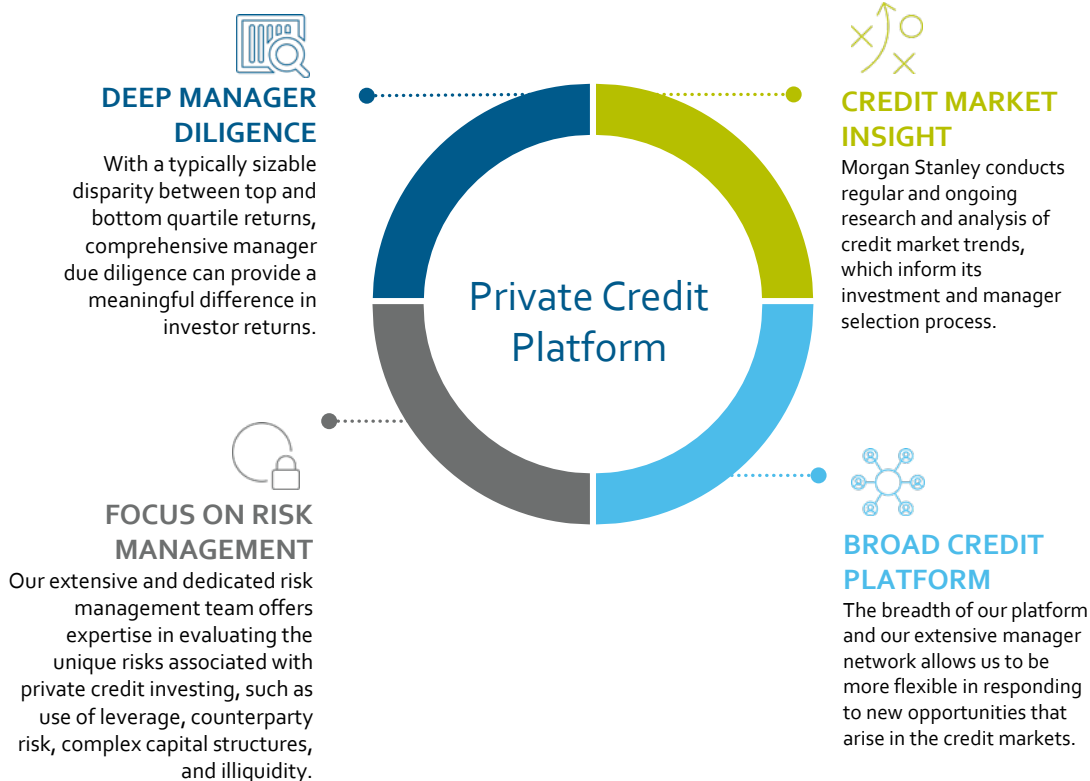 DEEP MANAGER
DILIGENCE
With a typically sizable
disparity between top and
bottom quartile returns,
comprehensive manager
due diligence can provide a
meaningful difference in
investor returns.
CREDIT MARKET
INSIGHT
Morgan Stanley conducts
regular and ongoing
research and analysis of
credit market trends,
which inform its
investment and manager
selection process.
Private Credit
Platform
FOCUS ON RISK
MANAGEMENT
Our extensive and dedicated risk
management team offers
expertise in evaluating the
unique risks associated with
private credit investing, such as
use of leverage, counterparty
risk, complex capital structures,
and illiquidity.
BROAD CREDIT
PLATFORM
The breadth of our platform
and our extensive manager
network allows us to be
more flexible in responding
to new opportunities that
arise in the credit markets.